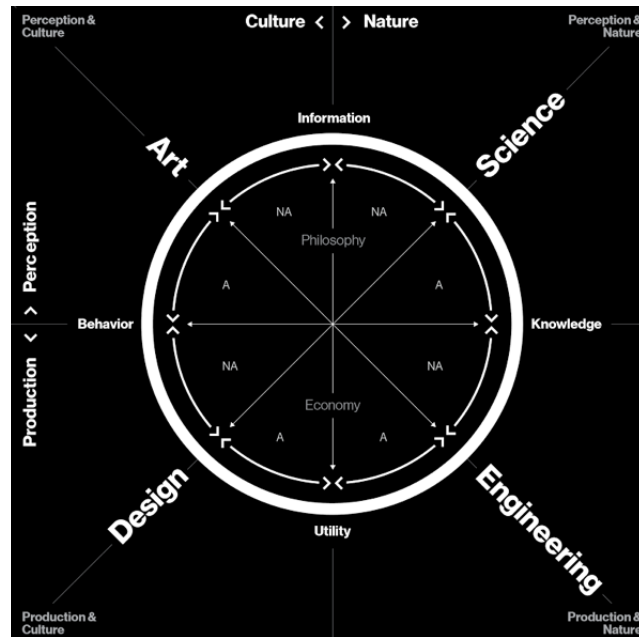 Perception &
Culture
Culture < > Nature
Perception &
Nature
Information
Art
Science
NA
NA
Philosophy
Production < > Perception
A
A
Behavior
Knowledge
NA
NA
Economy
A
A
Design
Engineering
Utility
Production &
Culture
Production &
Nature